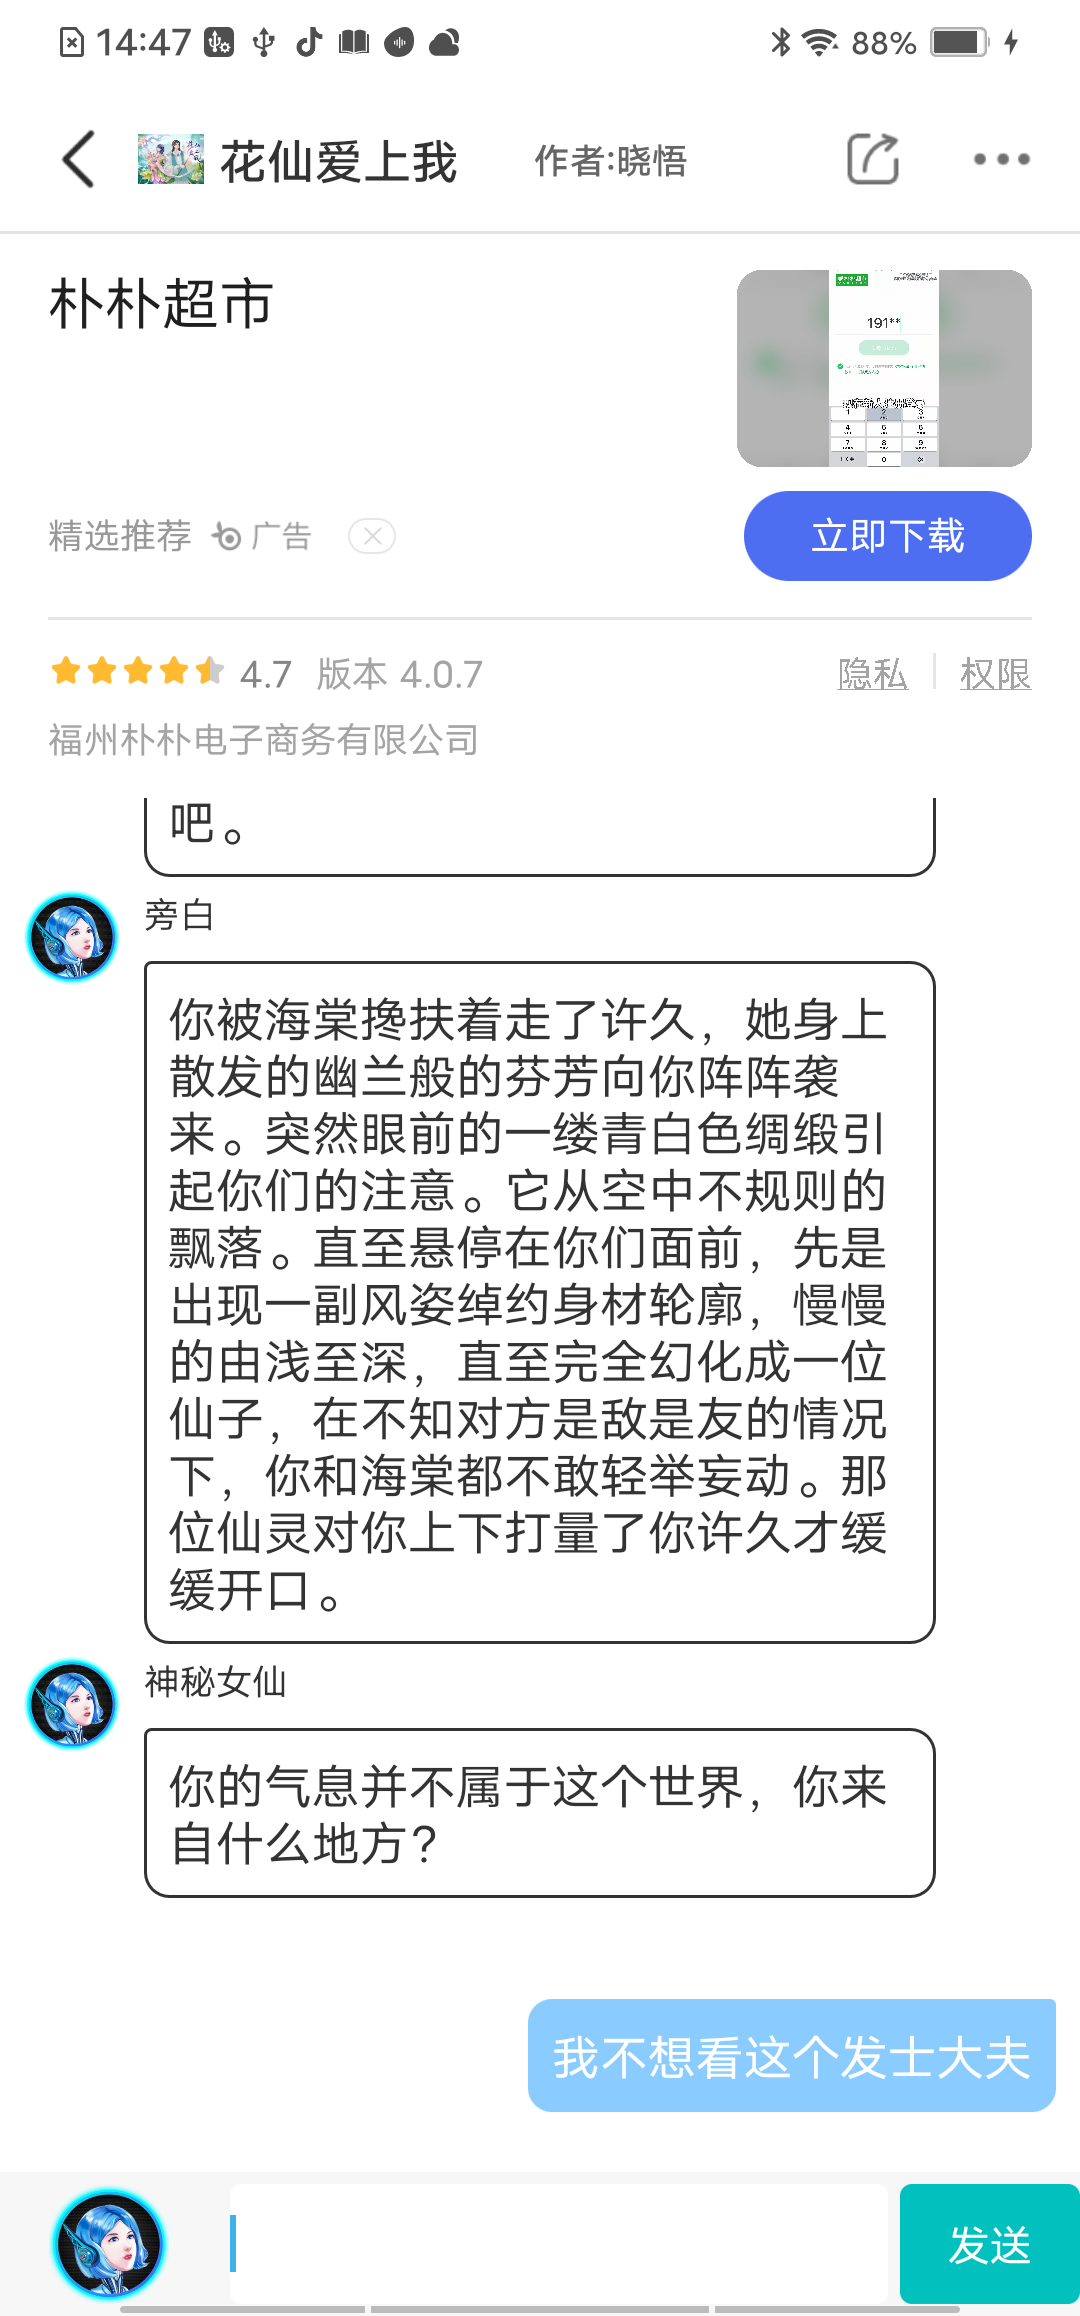 14:47
88%
花仙爱上我 作者:晓悟
朴朴超市
191**
精选推荐 广告
立即下载
4.7 版本 4.0.7 隐私 权限
福州朴朴电子商务有限公司
吧。
旁白
你被海棠搀扶着走了许久，她身上
散发的幽兰般的芬芳向你阵阵袭
来。突然眼前的一缕青白色绸缎引
起你们的注意。它从空中不规则的
飘落。直至悬停在你们面前，先是
出现一副风姿绰约身材轮廓，慢慢
的由浅至深，直至完全幻化成一位
仙子，在不知对方是敌是友的情况
下，你和海棠都不敢轻举妄动。那
位仙灵对你上下打量了你许久才缓
缓开口。
神秘女仙
你的气息并不属于这个世界，你来
自什么地方？
我不想看这个发士大夫
发送